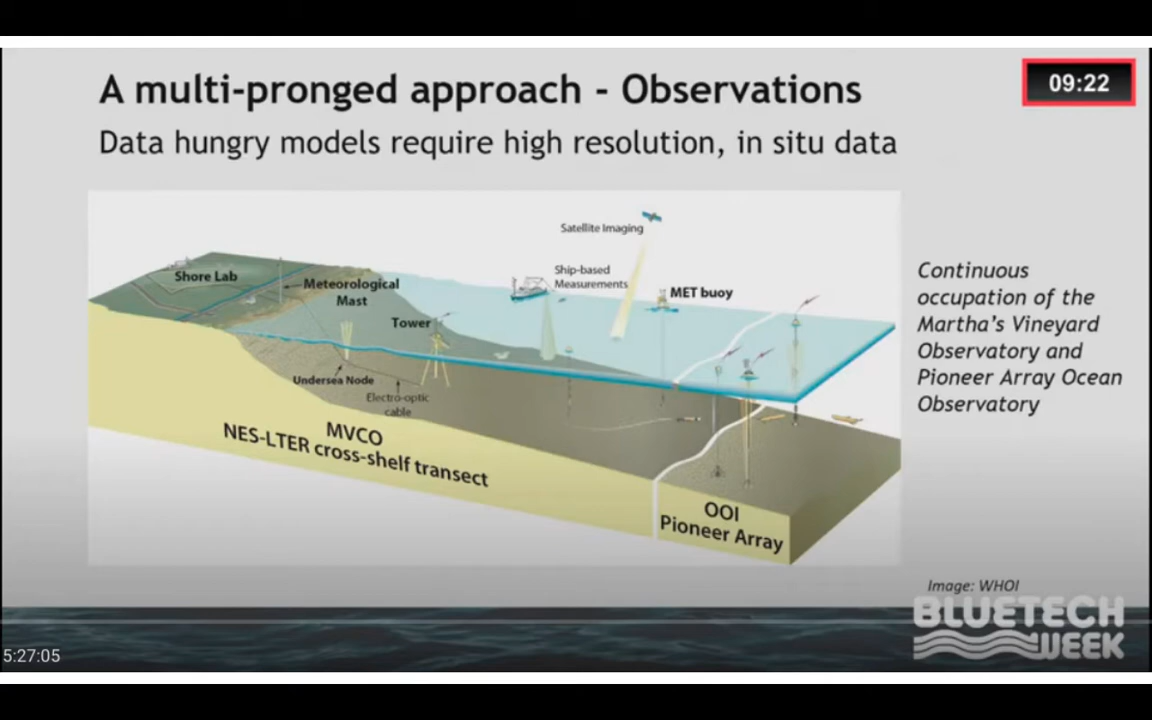 A multi-pronged approach - Observations
09:22
Data hungry models require high resolution, in situ data
Satellite Imaging
Shore Lab
Ship-based
Measurements
Meteorological
Mast
MET buoy
Tower
Undersea Node
Electro-optic
cable
MVCO
NES-LTER cross-shelf transect
OOI
Pioneer Array
Continuous
occupation of the
Martha's Vineyard
Observatory and
Pioneer Array Ocean
Observatory
Image: WHOI
BLUETECH
WEEK
5:27:05